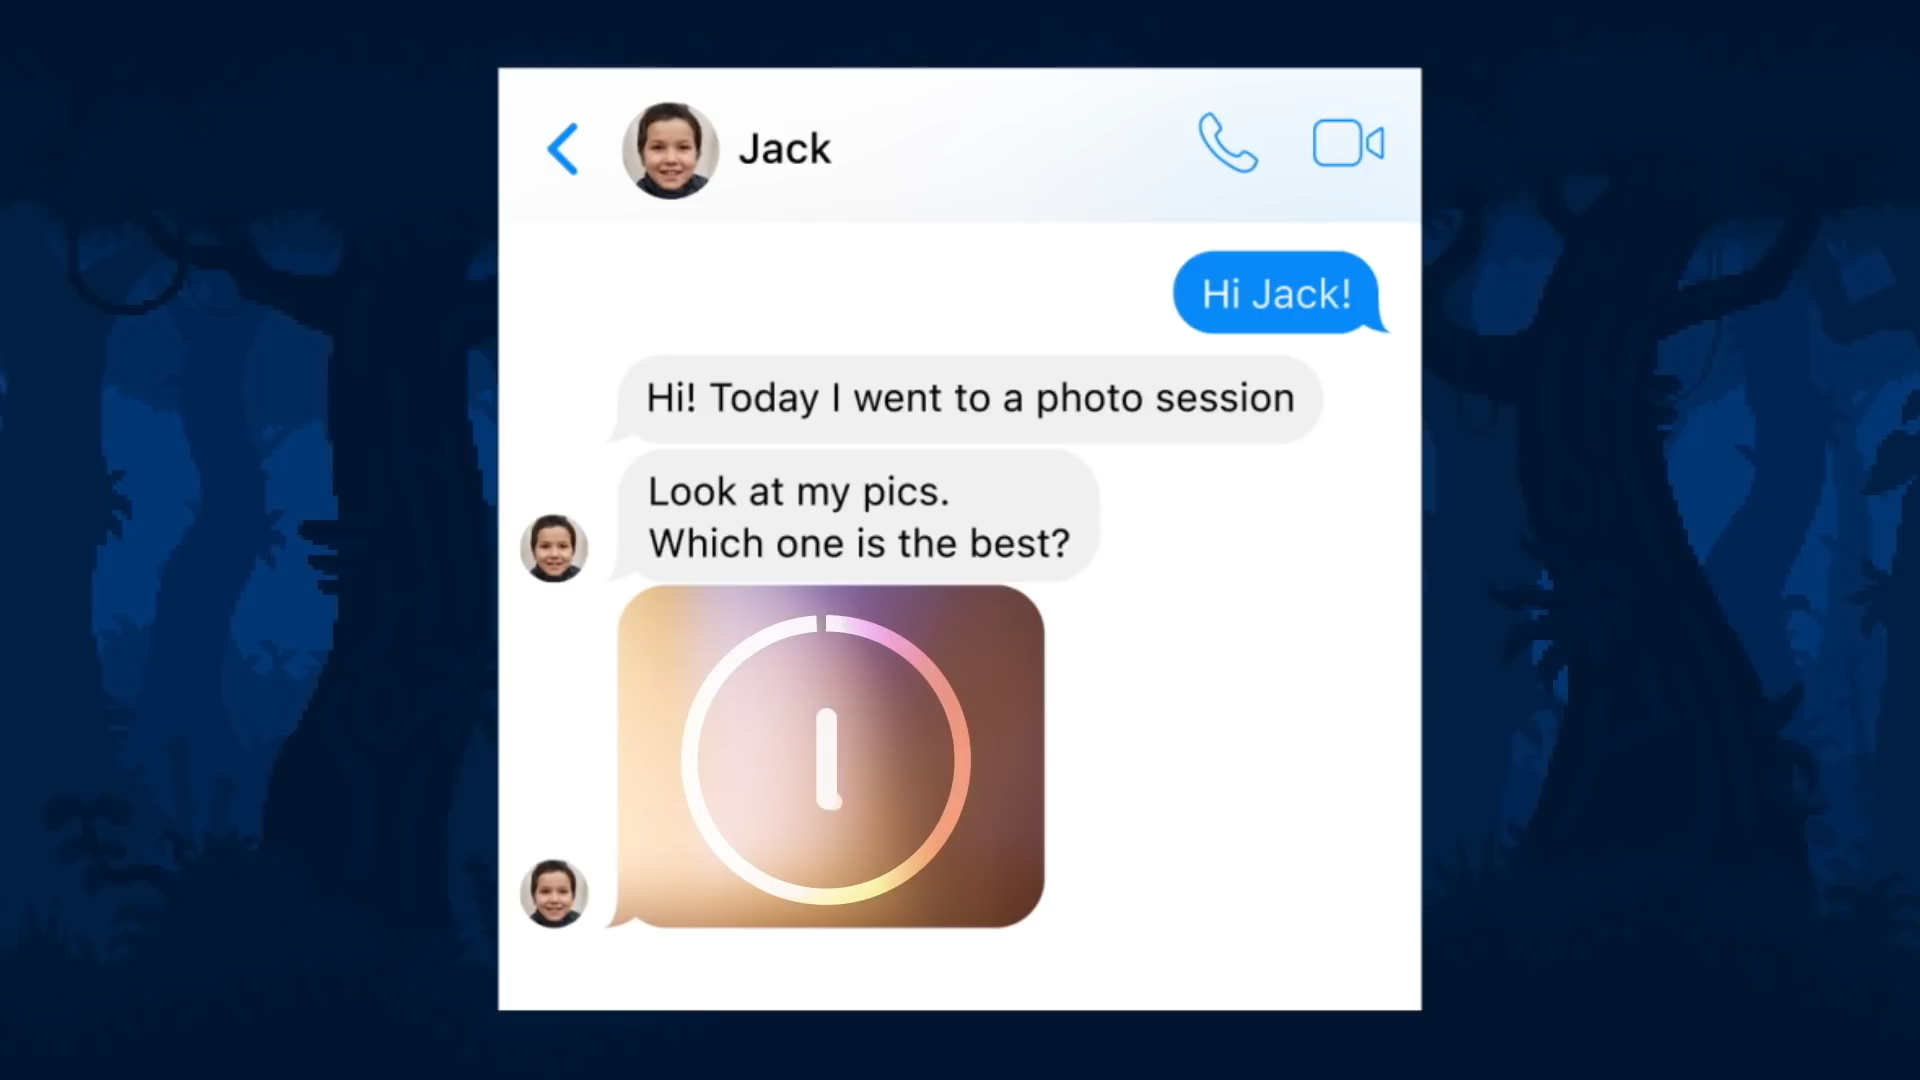 Jack
Hi Jack!
Hi! Today I went to a photo session
Look at my pics.
Which one is the best?